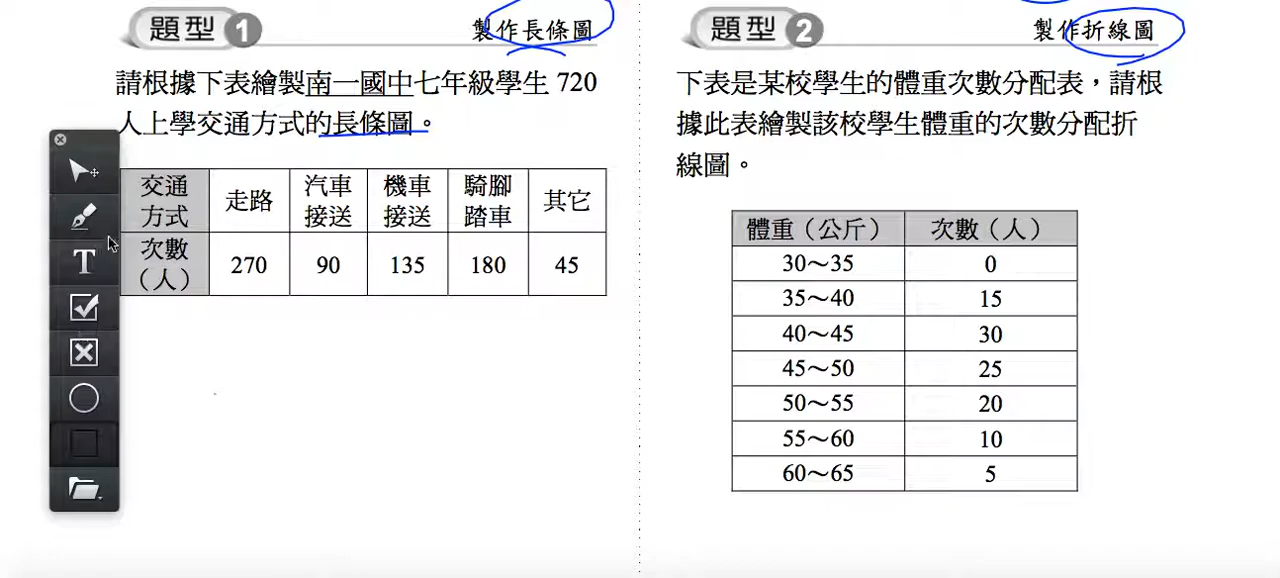 題型 1 製作長條圖
請根據下表繪製南一國中七年級學生 720
人上學交通方式的長條圖。
交通方式 走路 汽車接送 機車接送 騎腳踏車 其它
次數（人） 270 90 135 180 45
題型 2 製作折線圖
下表是某校學生的體重次數分配表，請根
據此表繪製該校學生體重的次數分配折
線圖。
體重（公斤） 次數（人）
30～35 0
35～40 15
40～45 30
45～50 25
50～55 20
55～60 10
60～65 5
T